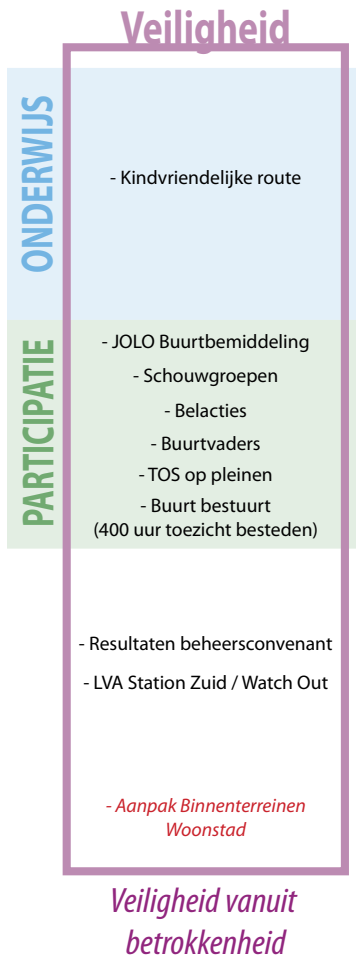 Veiligheid
ONDERWIJS
- Kindvriendelijke route
PARTICIPATIE
- JOLO Buurtbemiddeling
- Schouwgroepen
- Belacties
- Buurtvaders
- TOS op pleinen
- Buurt bestuurt
(400 uur toezicht besteden)
- Resultaten beheersconvenant
- LVA Station Zuid / Watch Out
- Aanpak Binnenterreinen
Woonstad
Veiligheid vanuit
betrokkenheid